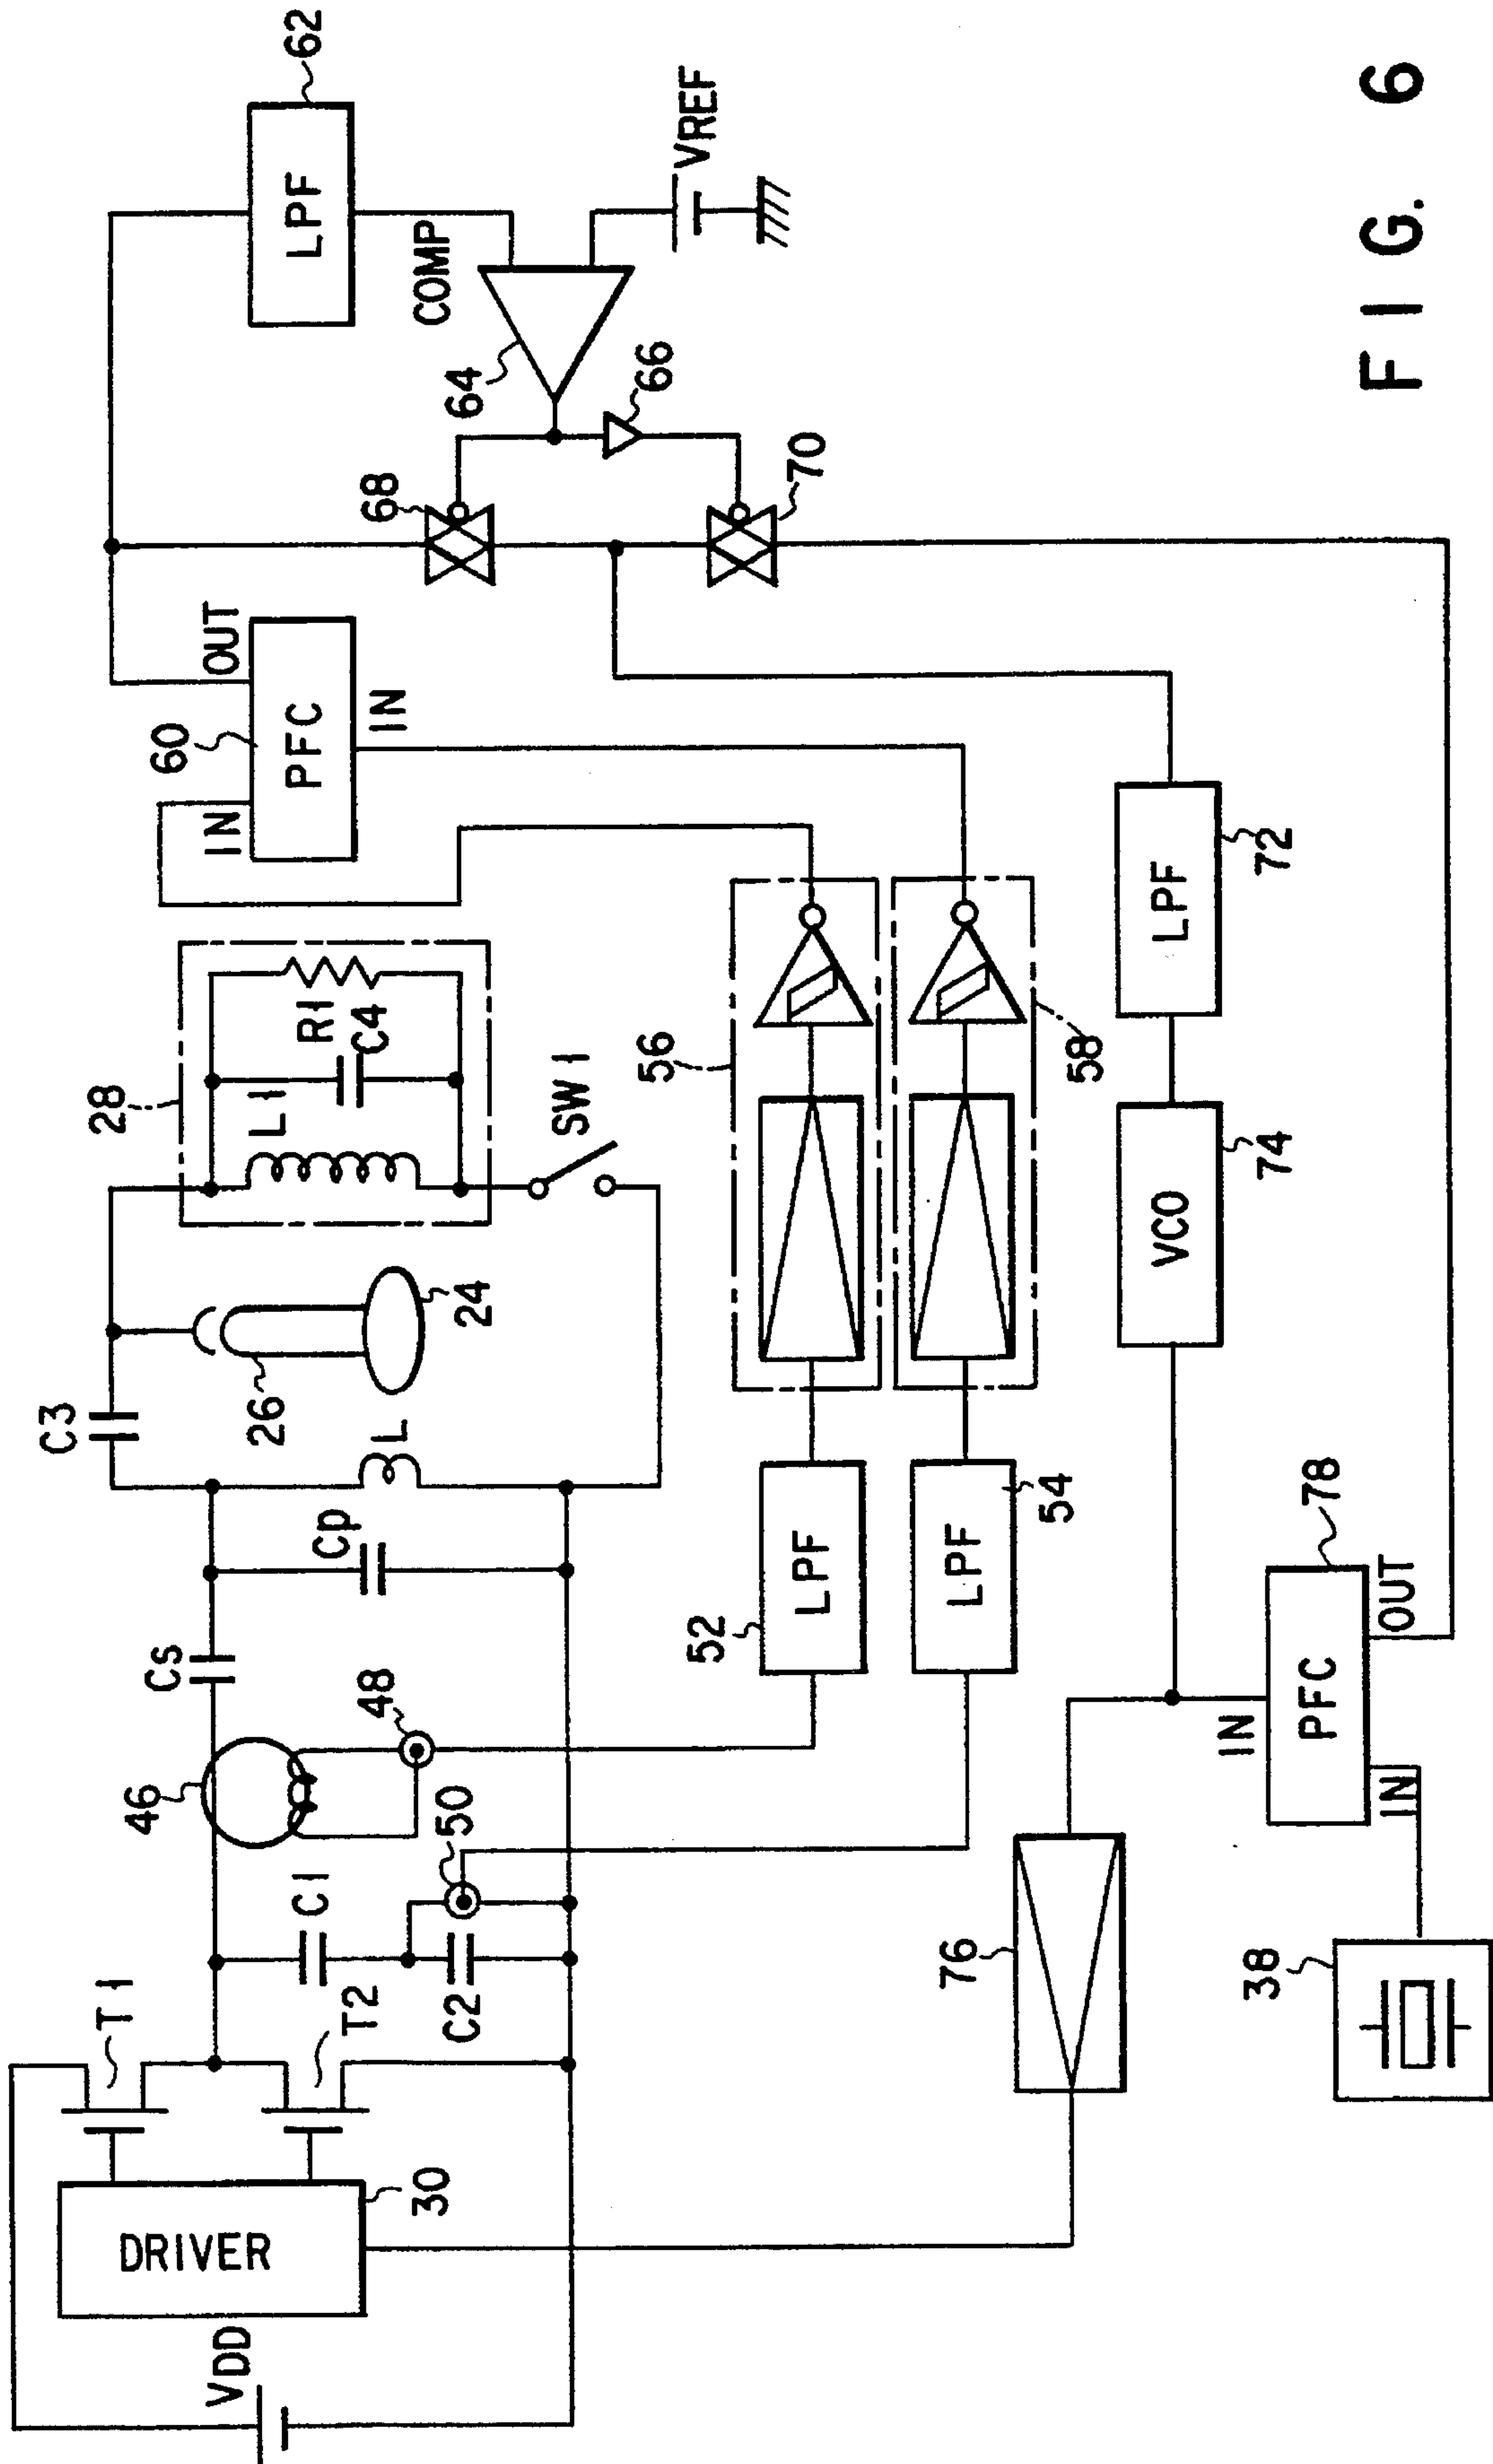 VDD
DRIVER
30
T1
T2
C1
C2
46
50
48
Cs
Cp
C3
L
26
24
28
L1
C4
R1
SW1
60
IN
PFC
OUT
IN
62
LPF
COMP
64
VREF
66
68
70
52
LPF
54
LPF
56
58
72
LPF
74
VCO
76
78
IN
PFC
OUT
IN
38
FIG. 6